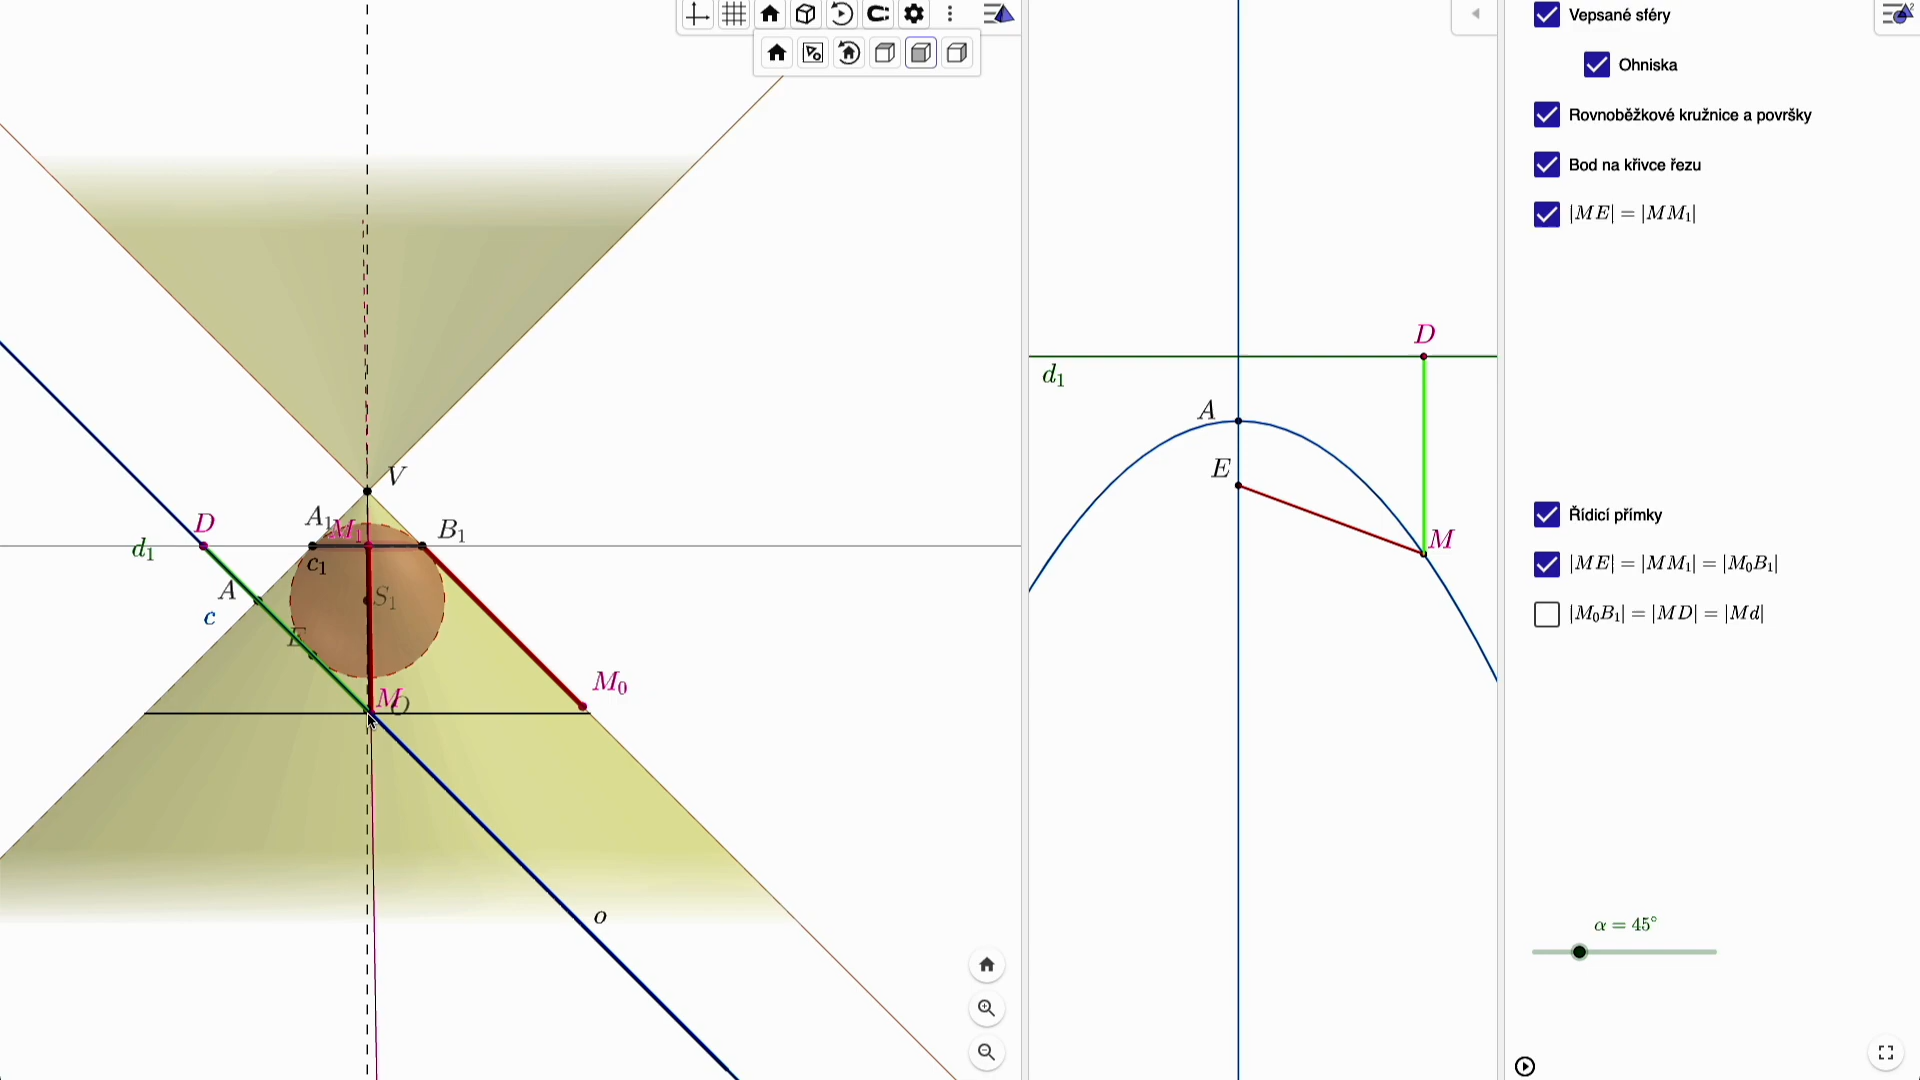 V
D
A₁
M₁
B₁
d₁
c₁
A
S₁
c
E
M₀
M
O
o
D
d₁
A
E
M
Vepsané sféry
Ohniska
Rovnoběžkové kružnice a površky
Bod na křivce řezu
|ME| = |MM₁|
Řídicí přímky
|ME| = |MM₁| = |M₀B₁|
|M₀B₁| = |MD| = |Md|
α = 45°